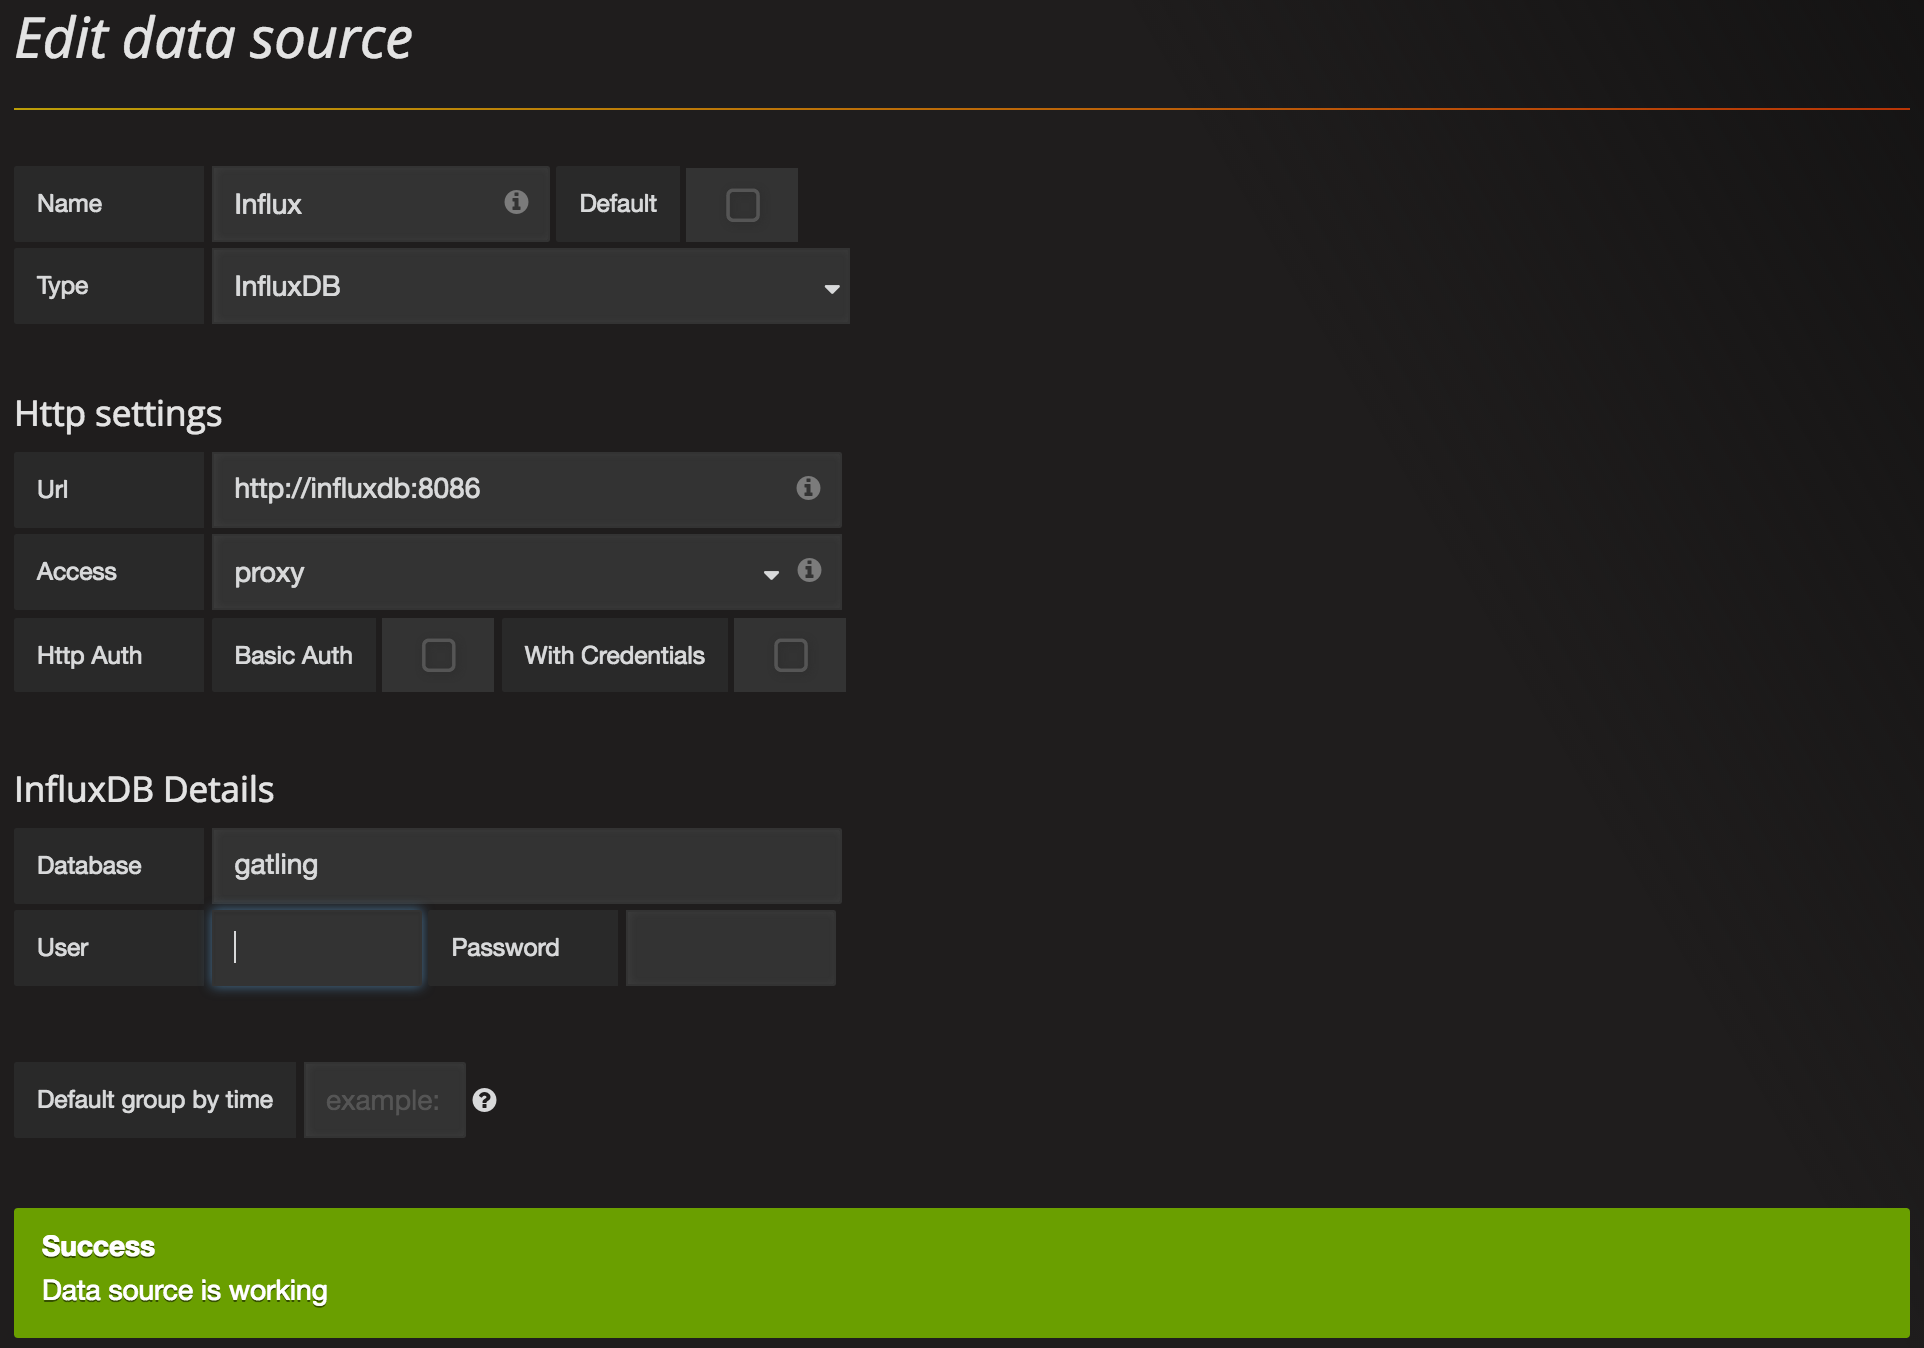 Edit data source
Name Influx Default
Type InfluxDB
Http settings
Url http://influxdb:8086
Access proxy
Http Auth Basic Auth With Credentials
InfluxDB Details
Database gatling
User Password
Default group by time example:
Success
Data source is working